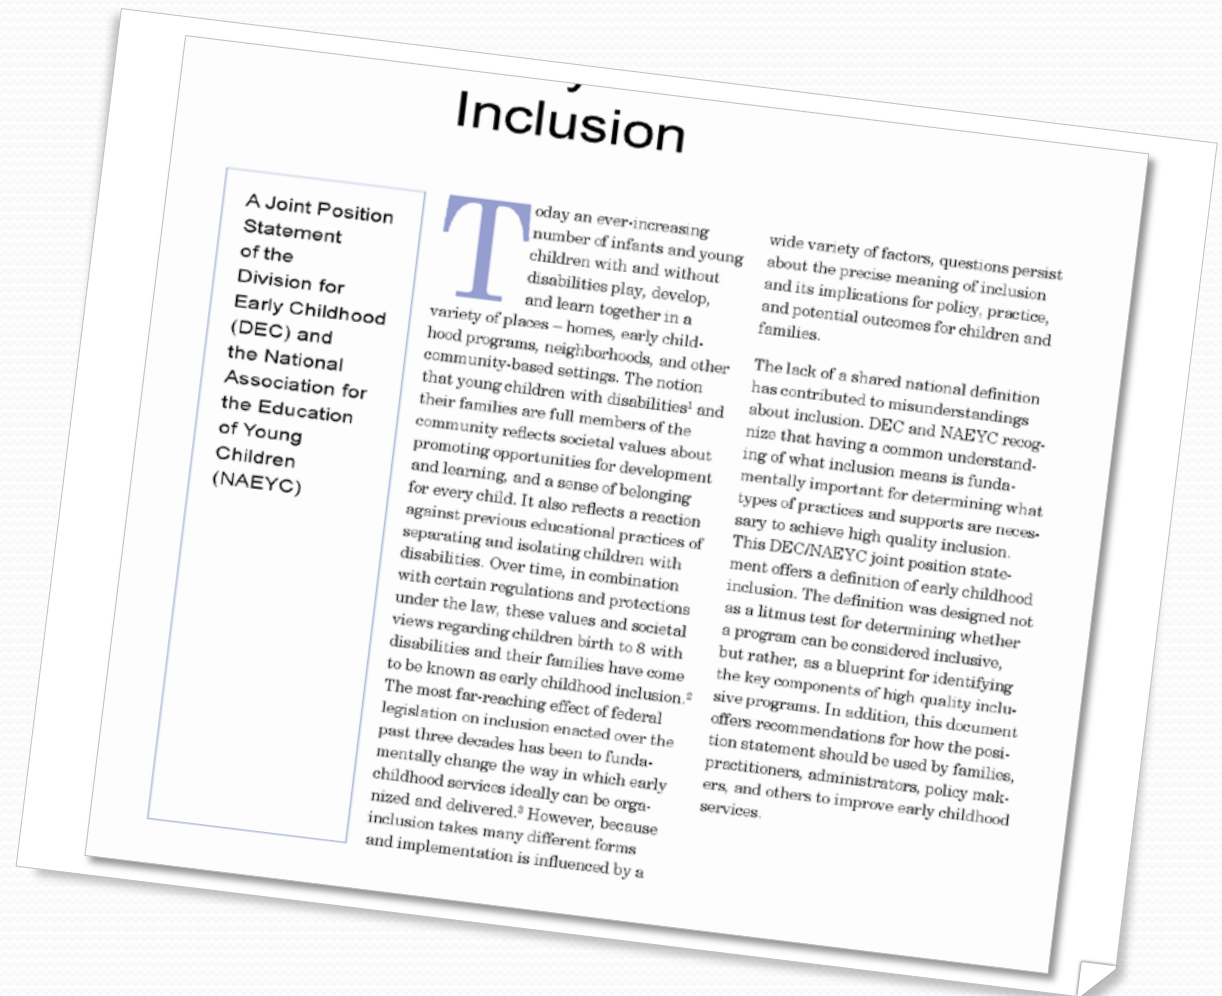 Inclusion
A Joint Position
Statement
of the
Division for
Early Childhood
(DEC) and
the National
Association for
the Education
of Young
Children
(NAEYC)
Today an ever-increasing
number of infants and young
children with and without
disabilities play, develop,
and learn together in a
variety of places – homes, early child-
hood programs, neighborhoods, and other
community-based settings. The notion
that young children with disabilities¹ and
their families are full members of the
community reflects societal values about
promoting opportunities for development
and learning, and a sense of belonging
for every child. It also reflects a reaction
against previous educational practices of
separating and isolating children with
disabilities. Over time, in combination
with certain regulations and protections
under the law, these values and societal
views regarding children birth to 8 with
disabilities and their families have come
to be known as early childhood inclusion.²
The most far-reaching effect of federal
legislation on inclusion enacted over the
past three decades has been to funda-
mentally change the way in which early
childhood services ideally can be orga-
nized and delivered.³ However, because
inclusion takes many different forms
and implementation is influenced by a
wide variety of factors, questions persist
about the precise meaning of inclusion
and its implications for policy, practice,
and potential outcomes for children and
families.
The lack of a shared national definition
has contributed to misunderstandings
about inclusion. DEC and NAEYC recog-
nize that having a common understand-
ing of what inclusion means is funda-
mentally important for determining what
types of practices and supports are neces-
sary to achieve high quality inclusion.
This DEC/NAEYC joint position state-
ment offers a definition of early childhood
inclusion. The definition was designed not
as a litmus test for determining whether
a program can be considered inclusive,
but rather, as a blueprint for identifying
the key components of high quality inclu-
sive programs. In addition, this document
offers recommendations for how the posi-
tion statement should be used by families,
practitioners, administrators, policy mak-
ers, and others to improve early childhood
services.